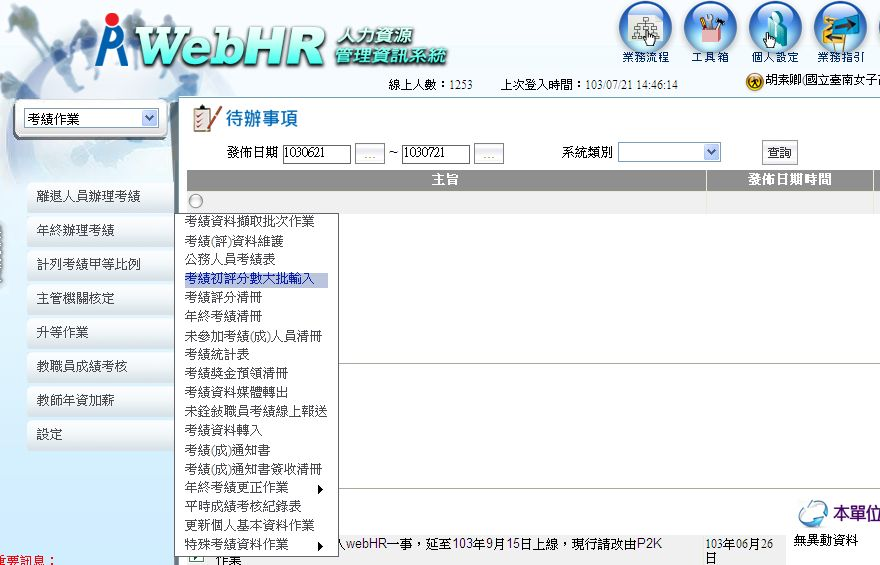 WebHR 人力資源
管理資訊系統
業務流程 工具箱 個人設定 業務指引
線上人數：1253 上次登入時間：103/07/21 14:46:14 胡素卿(國立臺南女子
考績作業
待辦事項
發佈日期 1030621 ... ~ 1030721 ... 系統類別 查詢
主旨 發佈日期時間
離退人員辦理考績
年終辦理考績
計列考績甲等比例
主管機關核定
升等作業
教職員成績考核
教師年資加薪
設定
考績資料擷取批次作業
考績(評)資料維護
公務人員考績表
考績初評分數大批輸入
考績評分清冊
年終考績清冊
未參加考績(成)人員清冊
考績統計表
考績獎金預領清冊
考績資料媒體轉出
未銓敍職員考績線上報送
考績資料轉入
考績(成)通知書
考績(成)通知書簽收清冊
年終考績更正作業
平時成績考核紀錄表
更新個人基本資料作業
特殊考績資料作業
本單位
無異動資料
webHR一事，延至103年9月15日上線，現行請改由P2K
作業
103年06月26
日
重要訊息：